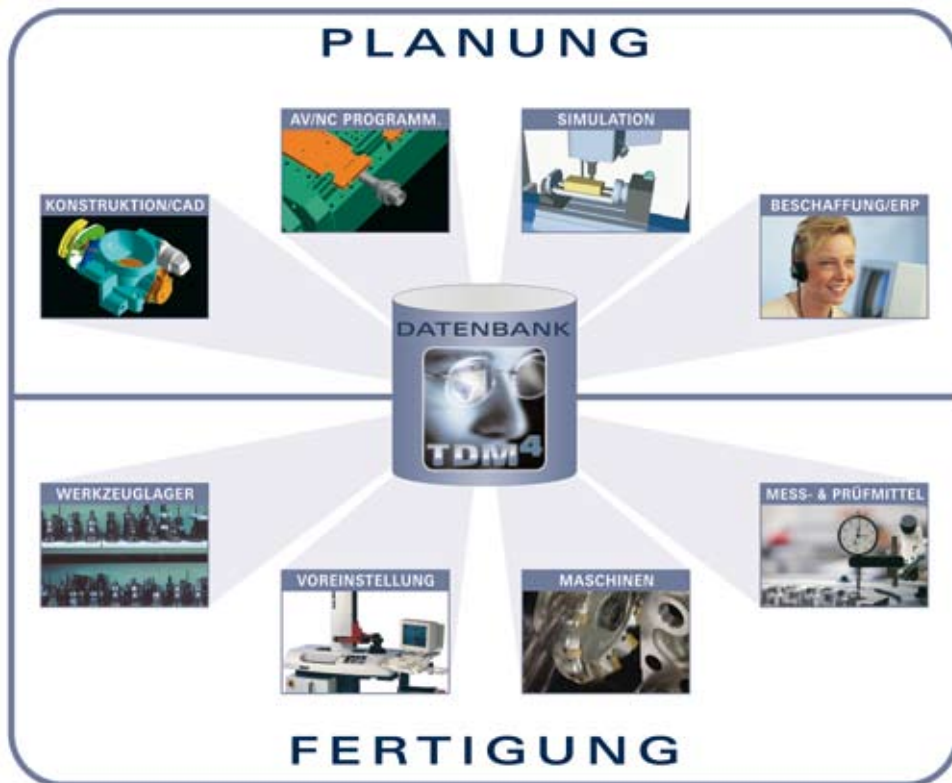 PLANUNG
AV/NC PROGRAMM.
SIMULATION
KONSTRUKTION/CAD
BESCHAFFUNG/ERP
DATENBANK
TDM4
WERKZEUGLAGER
MESS- & PRÜFMITTEL
VOREINSTELLUNG
MASCHINEN
FERTIGUNG